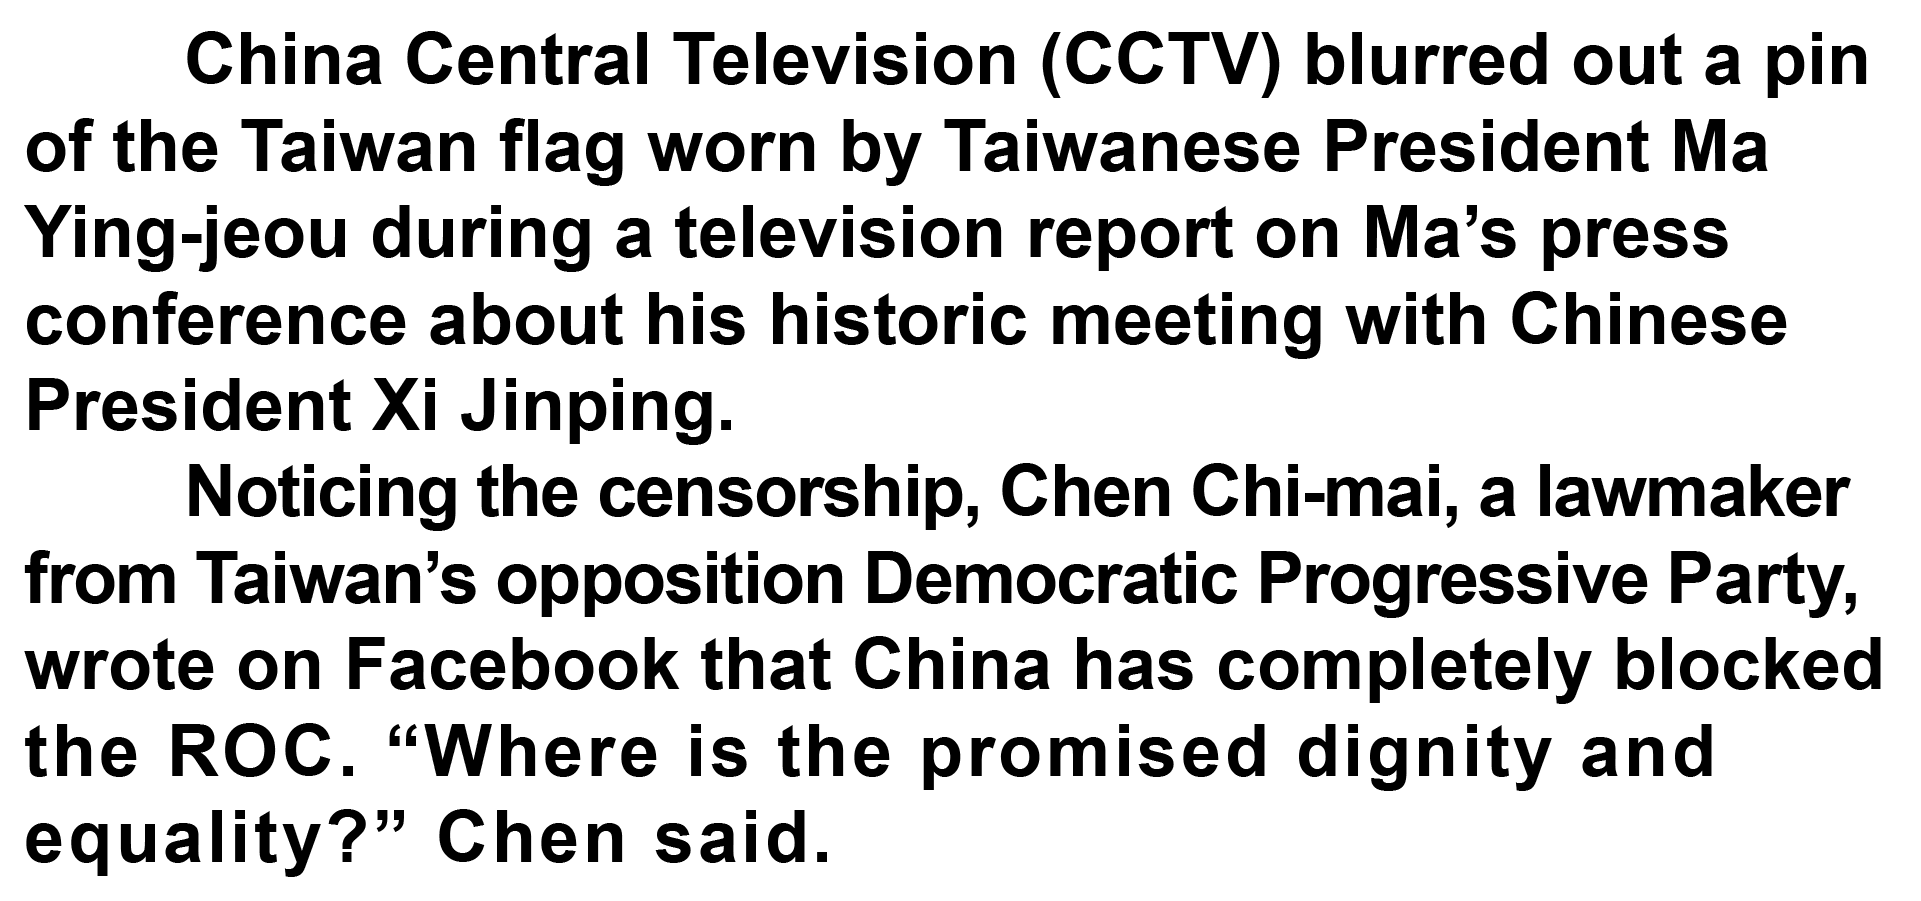 China Central Television (CCTV) blurred out a pin
of the Taiwan flag worn by Taiwanese President Ma
Ying-jeou during a television report on Ma’s press
conference about his historic meeting with Chinese
President Xi Jinping.
Noticing the censorship, Chen Chi-mai, a lawmaker
from Taiwan’s opposition Democratic Progressive Party,
wrote on Facebook that China has completely blocked
the ROC. “Where is the promised dignity and
equality?” Chen said.